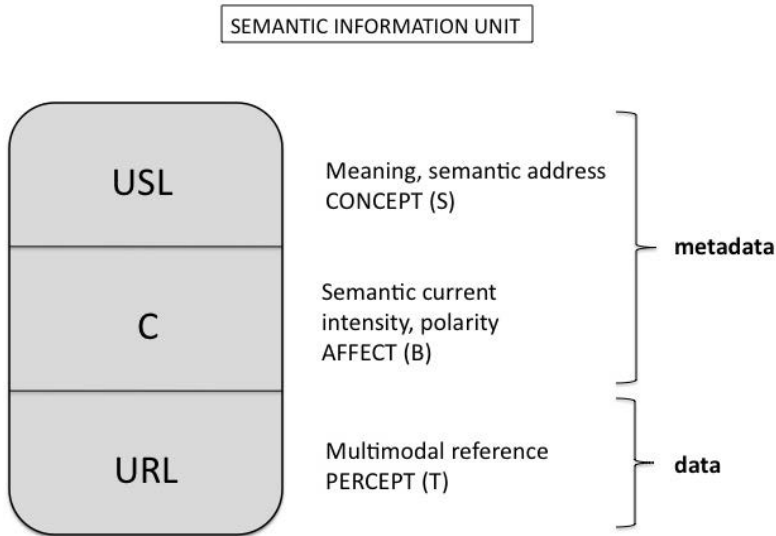 SEMANTIC INFORMATION UNIT
USL
Meaning, semantic address
CONCEPT (S)
metadata
C
Semantic current
intensity, polarity
AFFECT (B)
URL
Multimodal reference
PERCEPT (T)
data